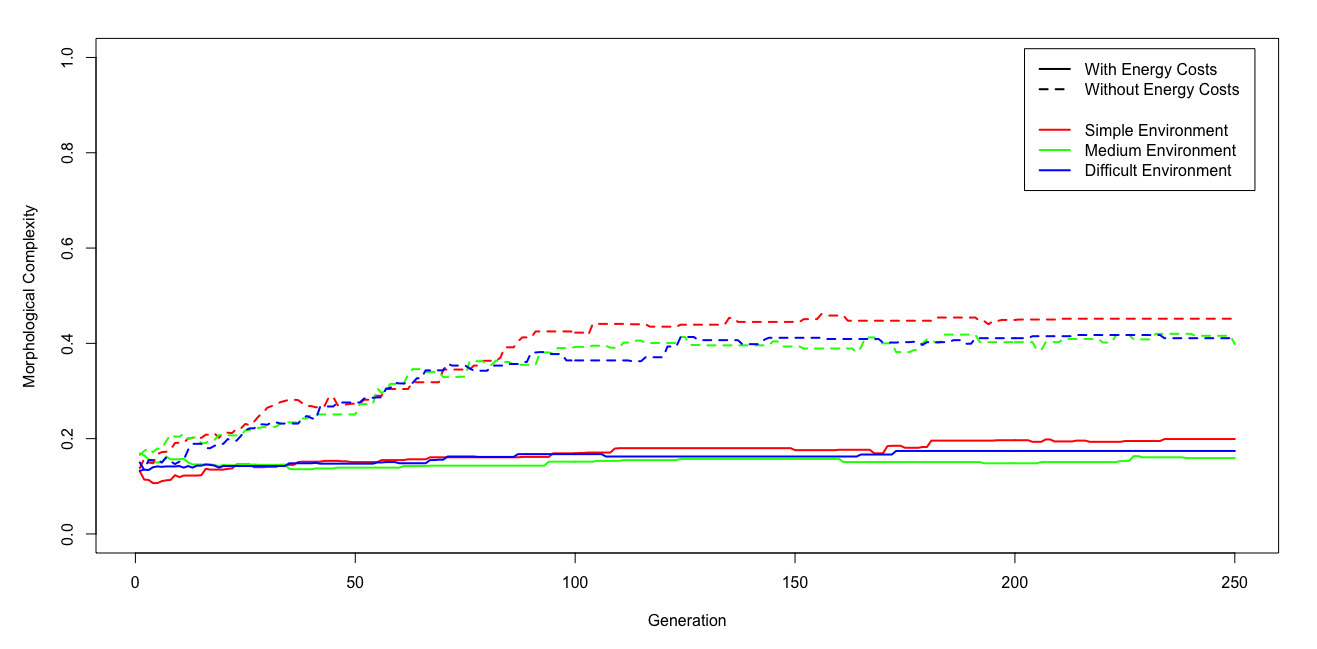 With Energy Costs
Without Energy Costs
Simple Environment
Medium Environment
Difficult Environment
Morphological Complexity
1.0
0.8
0.6
0.4
0.2
0.0
0 50 100 150 200 250
Generation